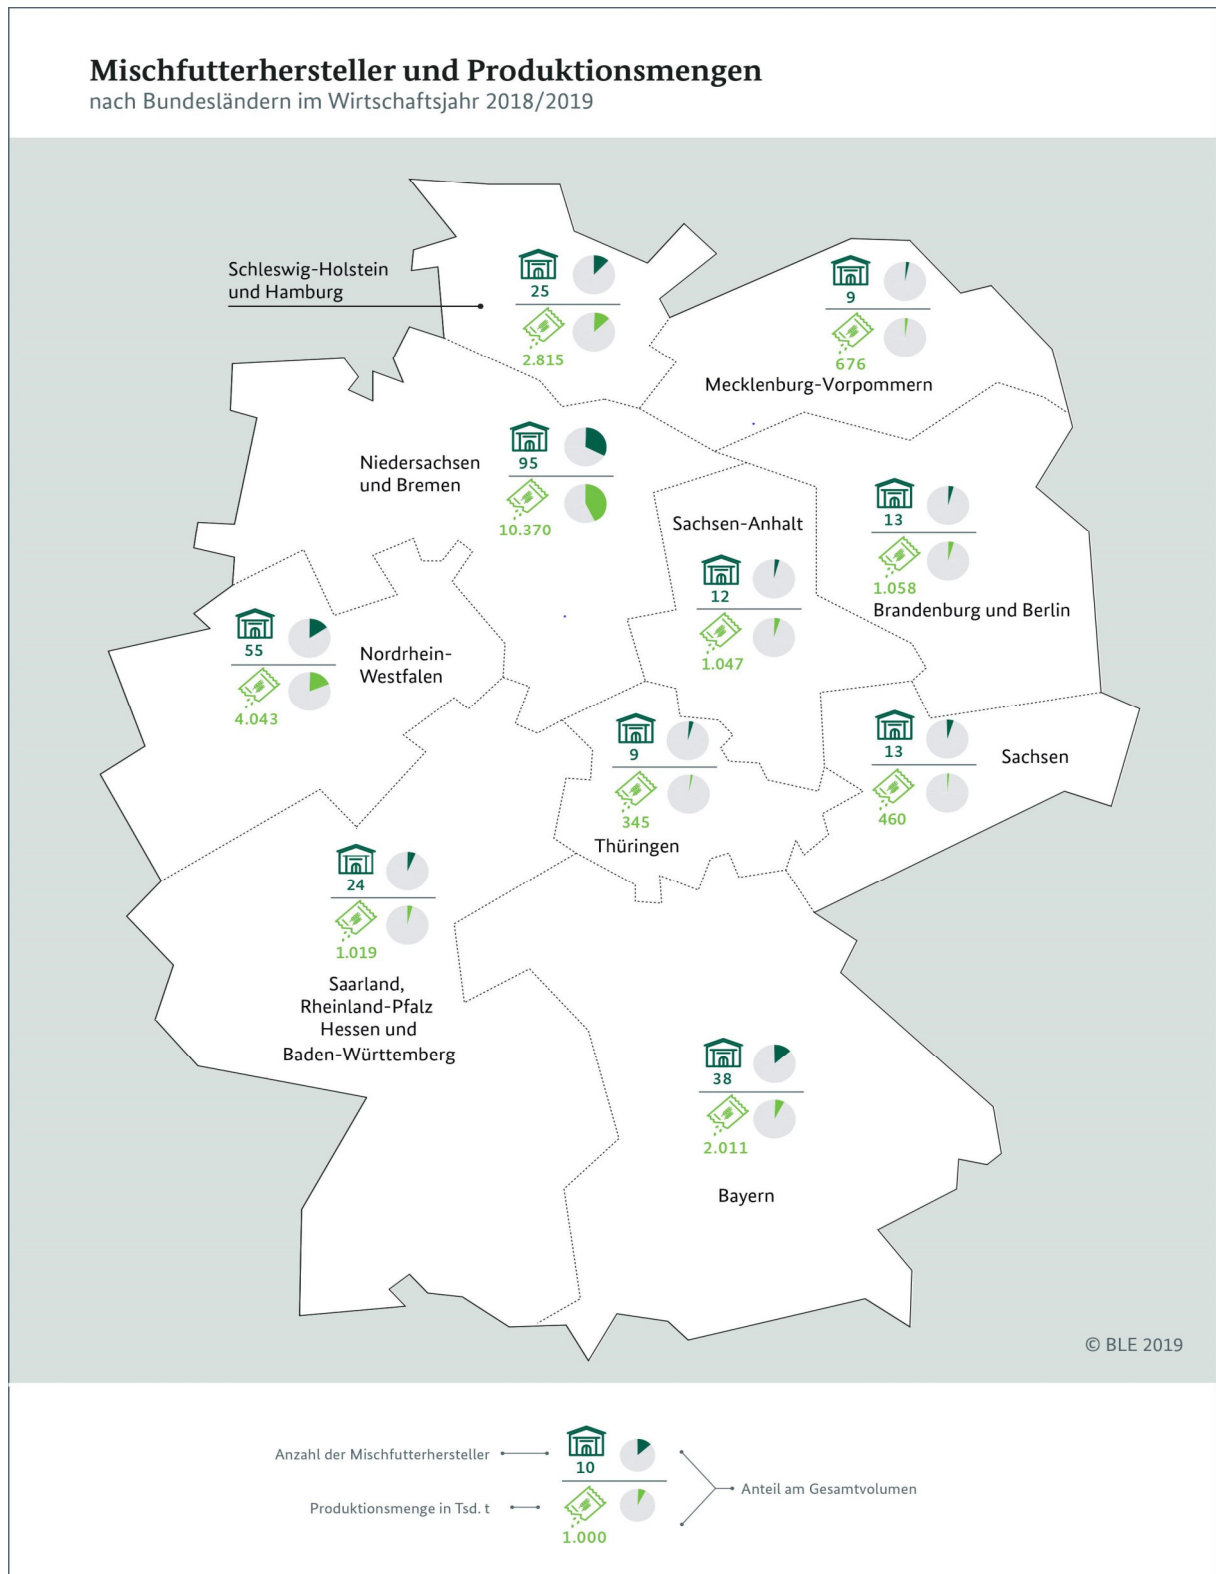 Mischfutterhersteller und Produktionsmengen
nach Bundesländern im Wirtschaftsjahr 2018/2019
Schleswig-Holstein
und Hamburg
25
2.815
9
676
Mecklenburg-Vorpommern
Niedersachsen
und Bremen
95
10.370
Sachsen-Anhalt
12
1.047
13
1.058
Brandenburg und Berlin
55
4.043
Nordrhein-
Westfalen
9
345
Thüringen
13
460
Sachsen
24
1.019
Saarland,
Rheinland-Pfalz
Hessen und
Baden-Württemberg
38
2.011
Bayern
© BLE 2019
Anzahl der Mischfutterhersteller
10
Produktionsmenge in Tsd. t
1.000
Anteil am Gesamtvolumen